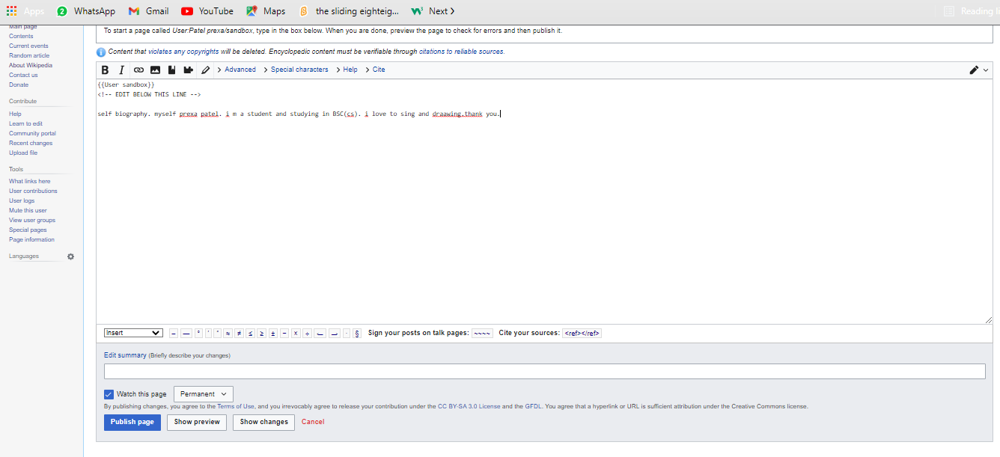 Apps 2 WhatsApp Gmail YouTube Maps the sliding eighteig... Next Reading li
Main page
Contents
Current events
Random article
About Wikipedia
Contact us
Donate
Contribute
Help
Learn to edit
Community portal
Recent changes
Upload file
Tools
What links here
User contributions
User logs
Mute this user
View user groups
Special pages
Page information
Languages
To start a page called User:Patel prexa/sandbox, type in the box below. When you are done, preview the page to check for errors and then publish it.
Content that violates any copyrights will be deleted. Encyclopedic content must be verifiable through citations to reliable sources.
B I Advanced Special characters Help Cite
{{User sandbox}}
<!-- EDIT BELOW THIS LINE -->
self biography. myself prexa patel. i m a student and studying in BSC(cs). i love to sing and draawing.thank you.
Insert – — ° ′ ″ ≈ ≠ ≤ ≥ ± − × ÷ ← → · § Sign your posts on talk pages: ~~~~ Cite your sources: <ref></ref>
Edit summary (Briefly describe your changes)
Watch this page Permanent
By publishing changes, you agree to the Terms of Use, and you irrevocably agree to release your contribution under the CC BY-SA 3.0 License and the GFDL. You agree that a hyperlink or URL is sufficient attribution under the Creative Commons license.
Publish page Show preview Show changes Cancel